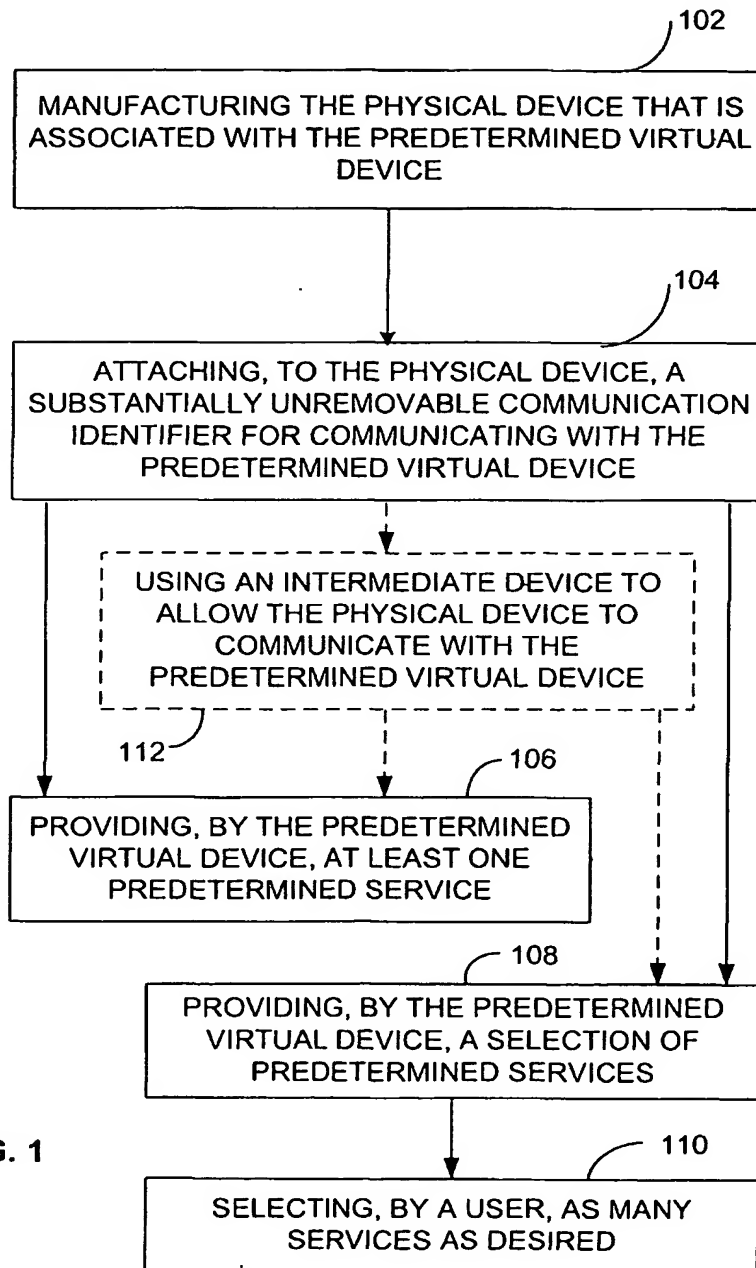 102
MANUFACTURING THE PHYSICAL DEVICE THAT IS
ASSOCIATED WITH THE PREDETERMINED VIRTUAL
DEVICE
104
ATTACHING, TO THE PHYSICAL DEVICE, A
SUBSTANTIALLY UNREMOVABLE COMMUNICATION
IDENTIFIER FOR COMMUNICATING WITH THE
PREDETERMINED VIRTUAL DEVICE
USING AN INTERMEDIATE DEVICE TO
ALLOW THE PHYSICAL DEVICE TO
COMMUNICATE WITH THE
PREDETERMINED VIRTUAL DEVICE
112
106
PROVIDING, BY THE PREDETERMINED
VIRTUAL DEVICE, AT LEAST ONE
PREDETERMINED SERVICE
108
PROVIDING, BY THE PREDETERMINED
VIRTUAL DEVICE, A SELECTION OF
PREDETERMINED SERVICES
G. 1
110
SELECTING, BY A USER, AS MANY
SERVICES AS DESIRED